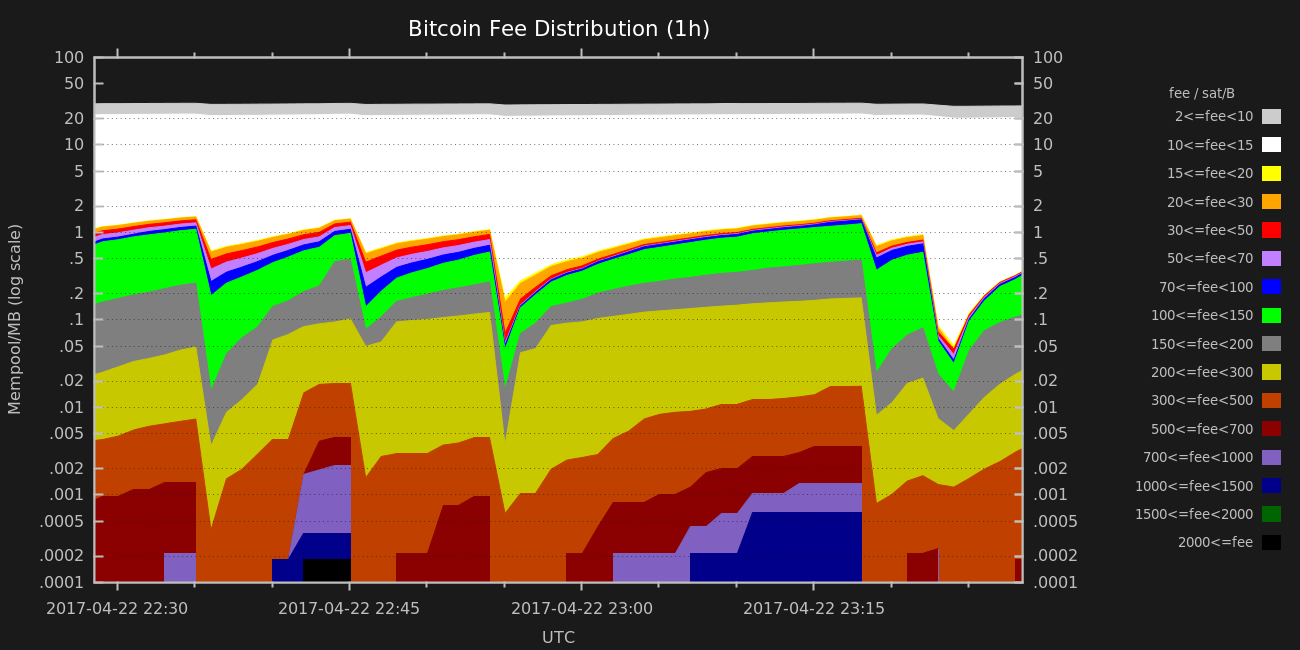 Bitcoin Fee Distribution (1h)
100
50
20
10
5
2
1
.5
.2
.1
.05
.02
.01
.005
.002
.001
.0005
.0002
.0001
Mempool/MB (log scale)
100
50
20
10
5
2
1
.5
.2
.1
.05
.02
.01
.005
.002
.001
.0005
.0002
.0001
2017-04-22 22:30 2017-04-22 22:45 2017-04-22 23:00 2017-04-22 23:15
UTC
fee / sat/B
2<=fee<10
10<=fee<15
15<=fee<20
20<=fee<30
30<=fee<50
50<=fee<70
70<=fee<100
100<=fee<150
150<=fee<200
200<=fee<300
300<=fee<500
500<=fee<700
700<=fee<1000
1000<=fee<1500
1500<=fee<2000
2000<=fee